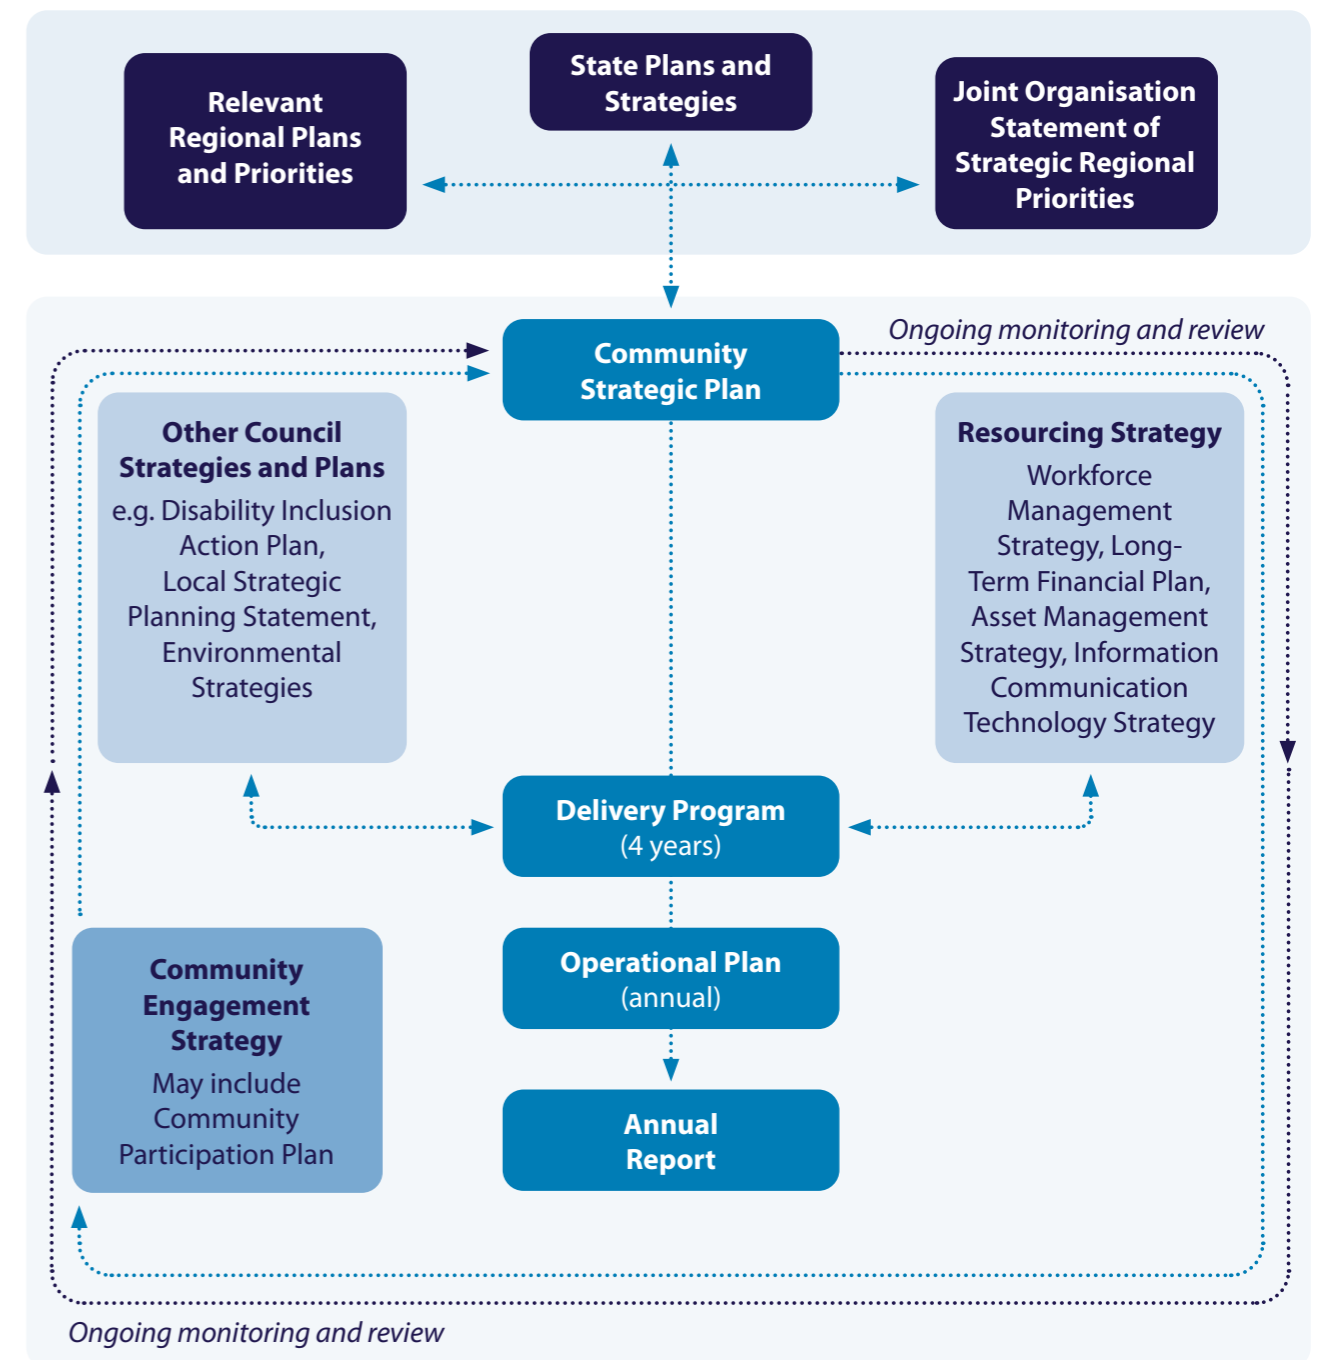 Relevant
Regional Plans
and Priorities
State Plans and
Strategies
Joint Organisation
Statement of
Strategic Regional
Priorities
Community
Strategic Plan
Ongoing monitoring and review
Other Council
Strategies and Plans
e.g. Disability Inclusion
Action Plan,
Local Strategic
Planning Statement,
Environmental
Strategies
Resourcing Strategy
Workforce
Management
Strategy, Long-
Term Financial Plan,
Asset Management
Strategy, Information
Communication
Technology Strategy
Delivery Program
(4 years)
Community
Engagement
Strategy
May include
Community
Participation Plan
Operational Plan
(annual)
Annual
Report
Ongoing monitoring and review